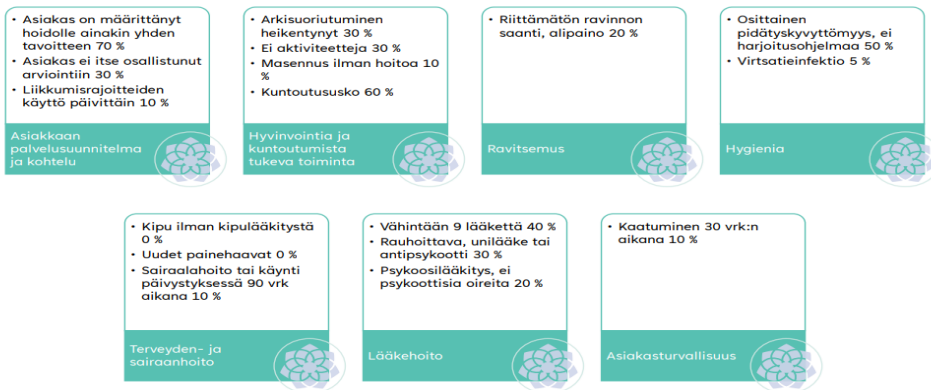 • Asiakas on määrittänyt
hoidolle ainakin yhden
tavoitteen 70 %
• Asiakas ei itse osallistunut
arviointiin 30 %
• Liikkumisrajoitteiden
käyttö päivittäin 10 %
Asiakkaan
palvelusuunnitelma
ja kohtelu
• Arkisuoriutuminen
heikentynyt 30 %
• Ei aktiviteetteja 30 %
• Masennus ilman hoitoa 10
%
• Kuntoutususko 60 %
Hyvinvointia ja
kuntoutumista
tukeva toiminta
• Riittämätön ravinnon
saanti, alipaino 20 %
Ravitsemus
• Osittainen
pidätyskyvyttömyys, ei
harjoitusohjelmaa 50 %
• Virtsatieinfektio 5 %
Hygienia
• Kipu ilman kipulääkitystä
0 %
• Uudet painehaavat 0 %
• Sairaalahoito tai käynti
päivystyksessä 90 vrk
aikana 10 %
Terveyden- ja
sairaanhoito
• Vähintään 9 lääkettä 40 %
• Rauhoittava, unilääke tai
antipsykootti 30 %
• Psykoosilääkitys, ei
psykoottisia oireita 20 %
Lääkehoito
• Kaatuminen 30 vrk:n
aikana 10 %
Asiakasturvallisuus